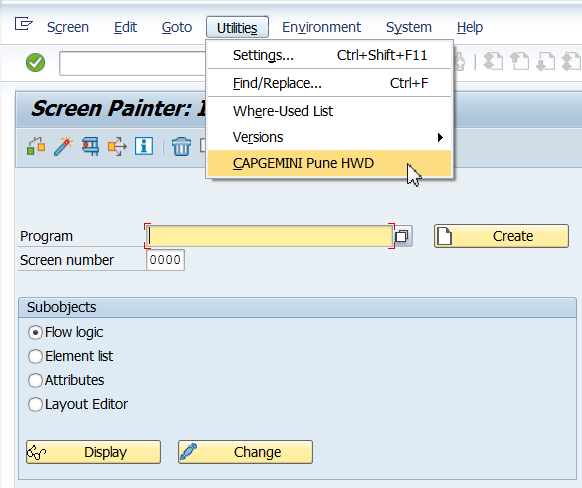 Screen Edit Goto Utilities Environment System Help
Settings... Ctrl+Shift+F11
Find/Replace... Ctrl+F
Screen Painter:
Where-Used List
Versions
CAPGEMINI Pune HWD
Program Create
Screen number 0000
Subobjects
Flow logic
Element list
Attributes
Layout Editor
Display Change